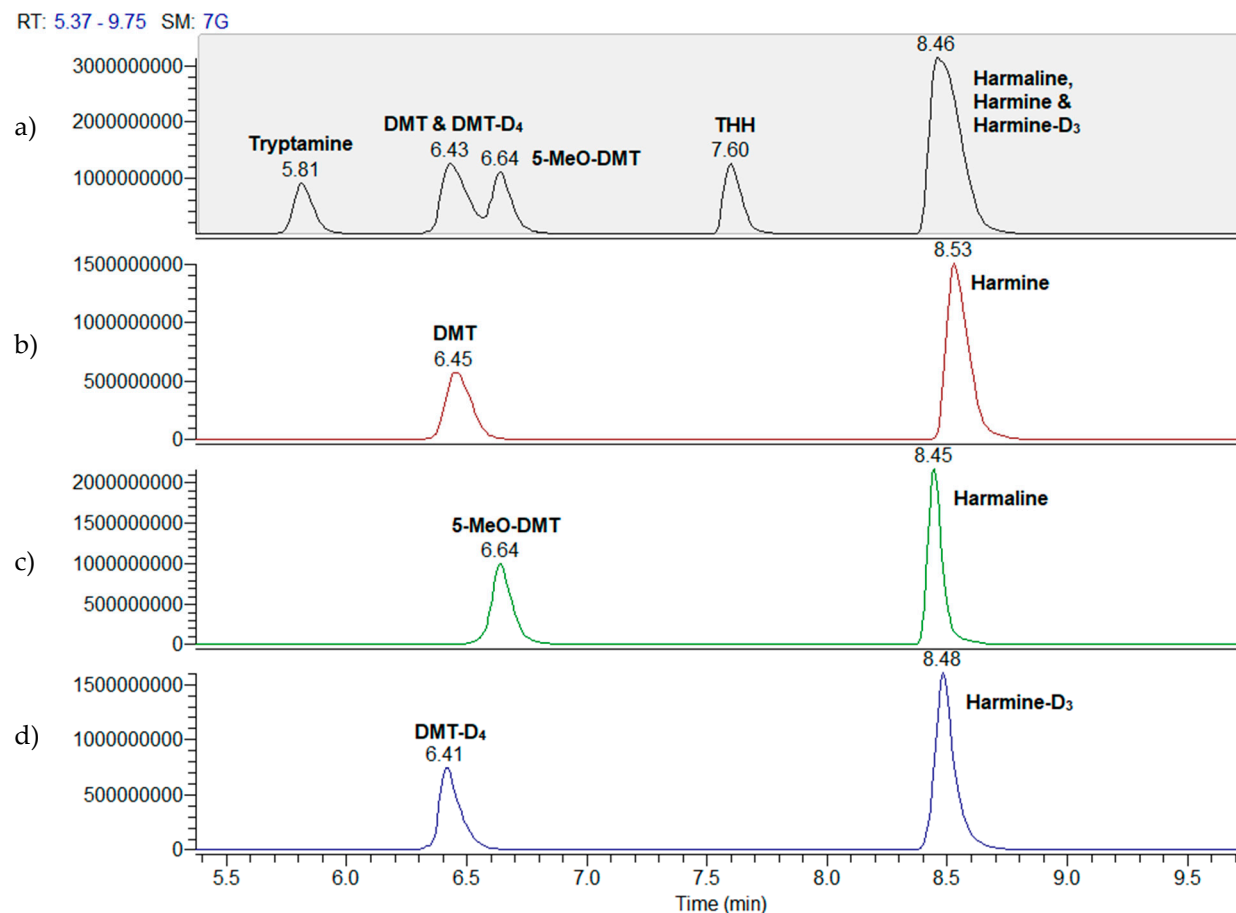 RT: 5.37 - 9.75 SM: 7G
a)
3000000000
2000000000
1000000000
Tryptamine
5.81
DMT & DMT-D4
6.43
6.64
5-MeO-DMT
THH
7.60
8.46
Harmaline,
Harmine &
Harmine-D3
b)
1500000000
1000000000
500000000
0
DMT
6.45
8.53
Harmine
c)
2000000000
1500000000
1000000000
500000000
0
5-MeO-DMT
6.64
8.45
Harmaline
d)
1500000000
1000000000
500000000
0
DMT-D4
6.41
8.48
Harmine-D3
5.5 6.0 6.5 7.0 7.5 8.0 8.5 9.0 9.5
Time (min)